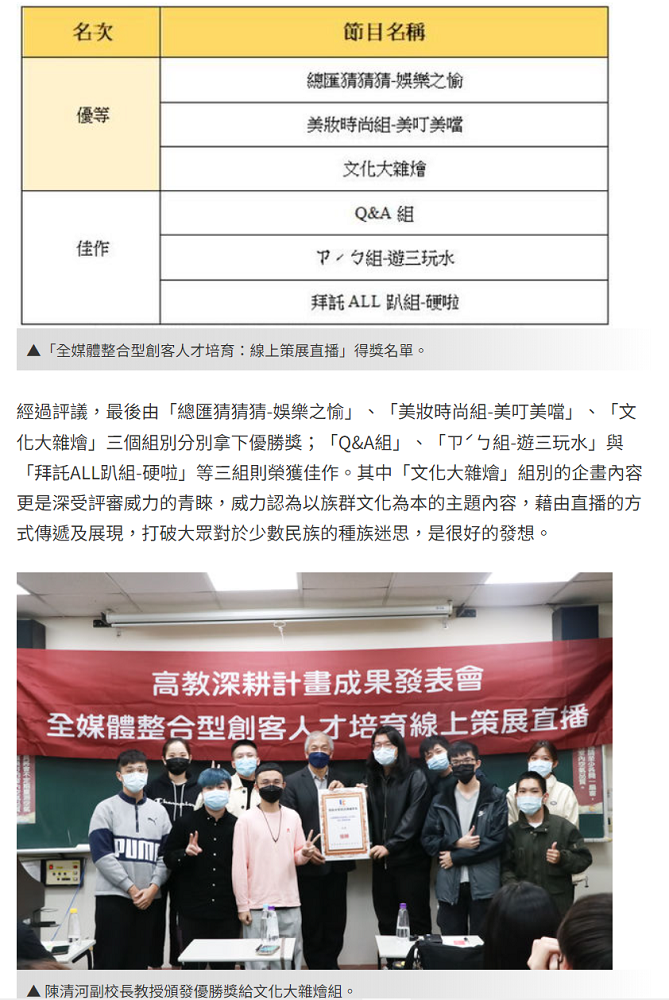 名次 節目名稱
優等
總匯猜猜猜-娛樂之愉
美妝時尚組-美叮美噹
文化大雜燴
佳作
Q&A 組
ㄗˊㄅ組-遊三玩水
拜託 ALL 趴組-硬啦
▲「全媒體整合型創客人才培育：線上策展直播」得獎名單。
經過評議，最後由「總匯猜猜猜-娛樂之愉」、「美妝時尚組-美叮美噹」、「文
化大雜燴」三個組別分別拿下優勝獎；「Q&A組」、「ㄗˊㄅ組-遊三玩水」與
「拜託ALL趴組-硬啦」等三組則榮獲佳作。其中「文化大雜燴」組別的企畫內容
更是深受評審威力的青睞，威力認為以族群文化為本的主題內容，藉由直播的方
式傳遞及展現，打破大眾對於少數民族的種族迷思，是很好的發想。
高教深耕計畫成果發表會
全媒體整合型創客人才培育線上策展直播
PUMA
▲ 陳清河副校長教授頒發優勝獎給文化大雜燴組。